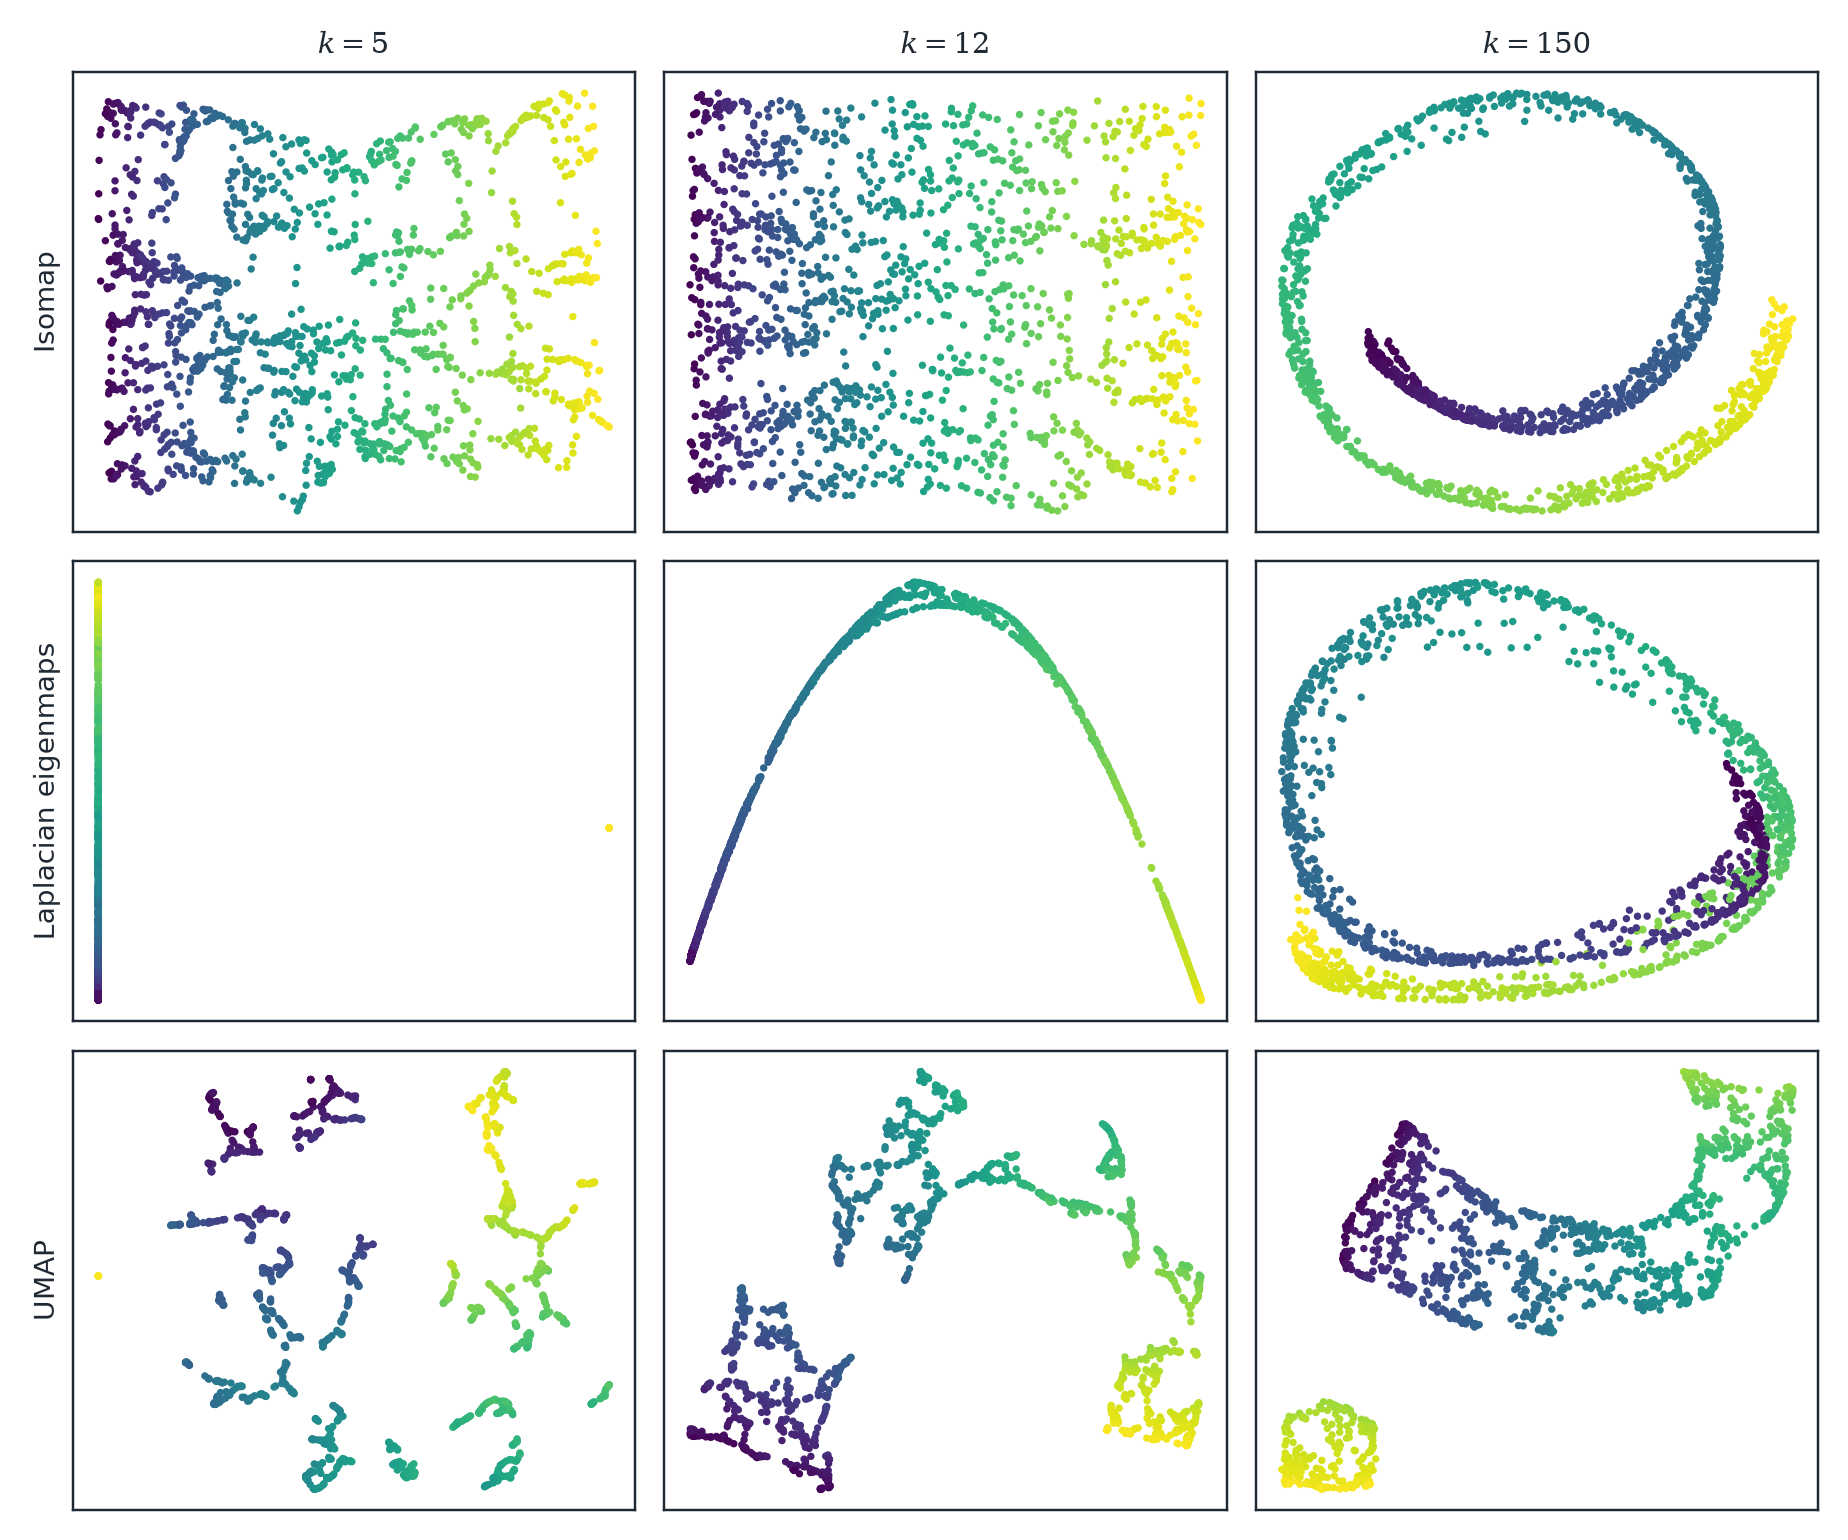 k = 5
k = 12
k = 150
Isomap
Laplacian eigenmaps
UMAP